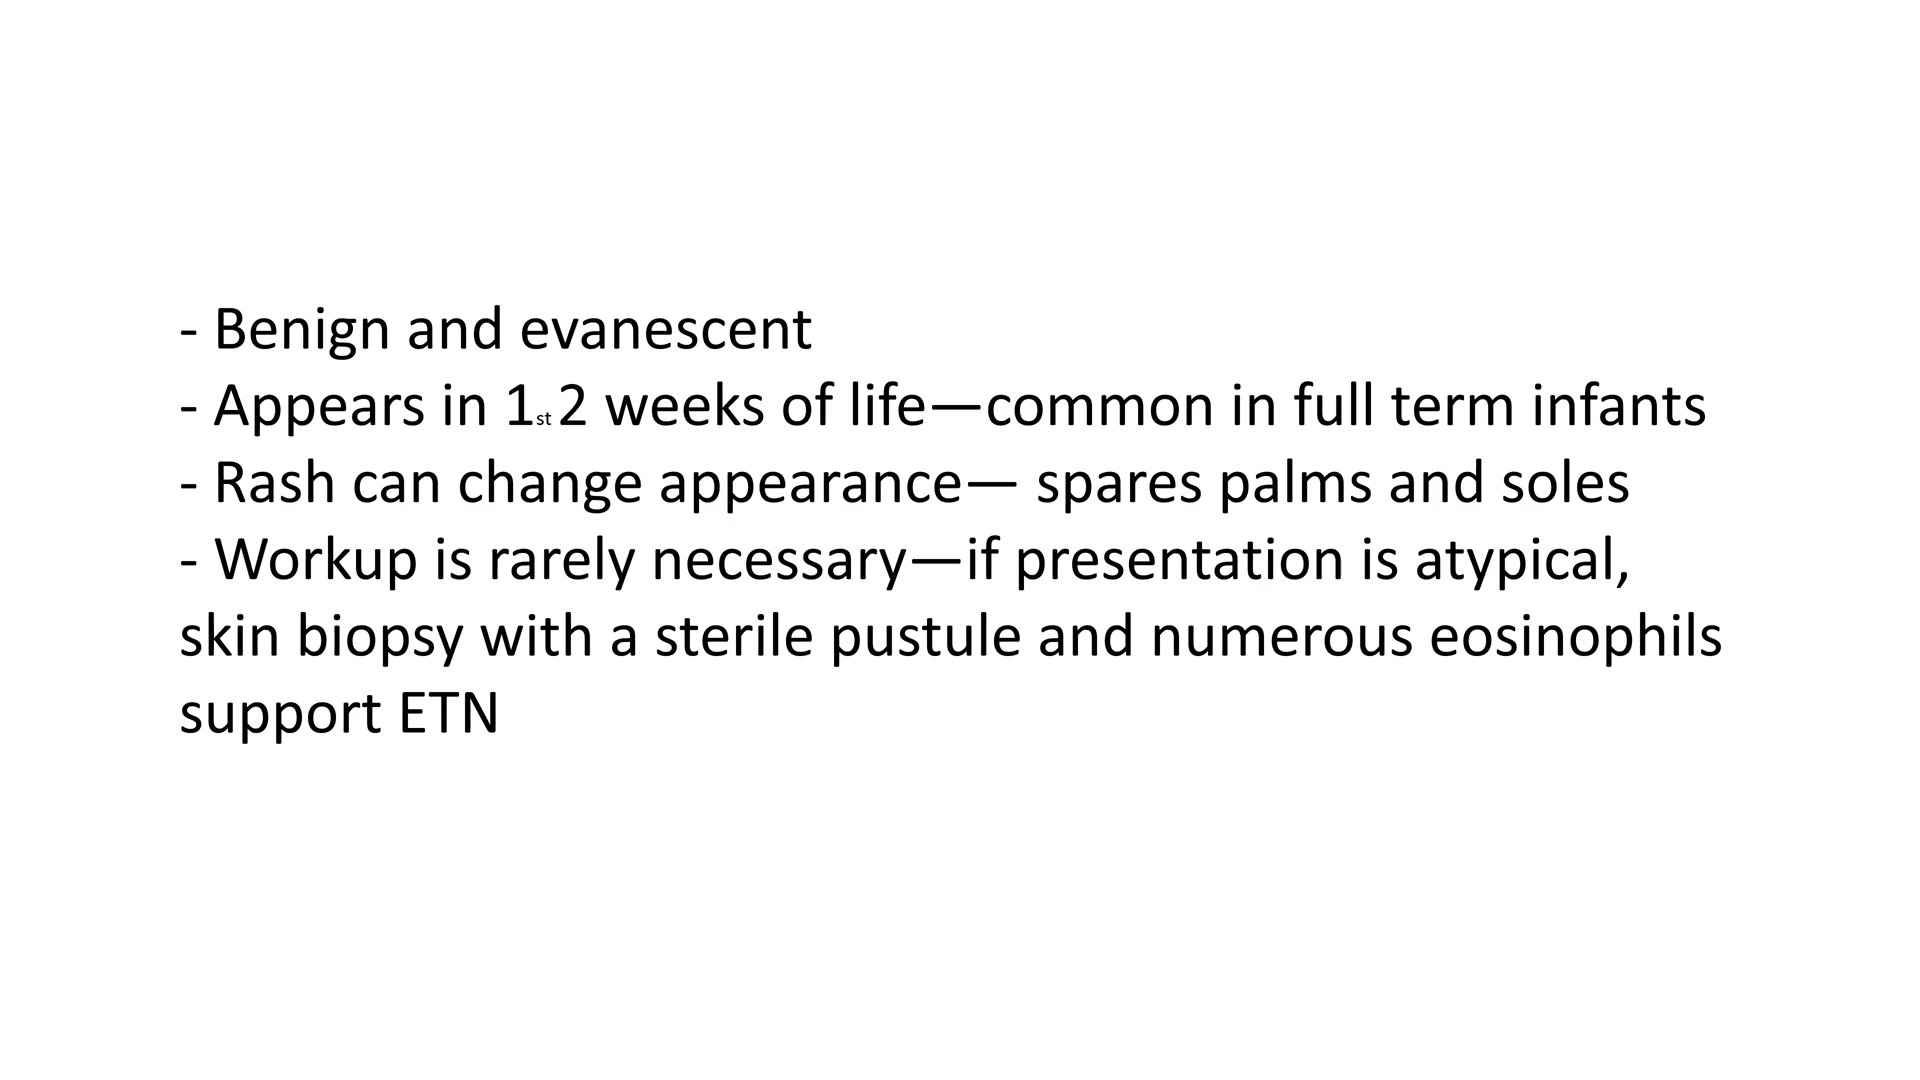 - Benign and evanescent
- Appears in 1st 2 weeks of life—common in full term infants
- Rash can change appearance— spares palms and soles
- Workup is rarely necessary—if presentation is atypical,
skin biopsy with a sterile pustule and numerous eosinophils
support ETN